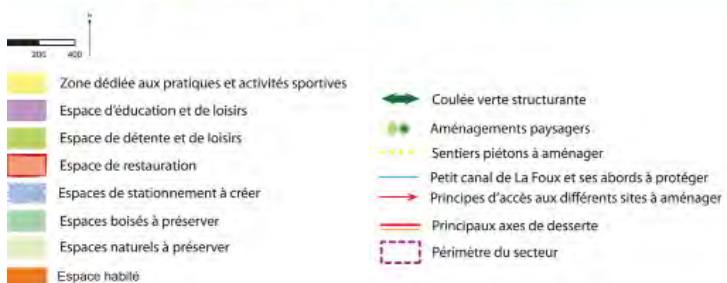 N
200 400
Zone dédiée aux pratiques et activités sportives
Espace d'éducation et de loisirs
Espace de détente et de loisirs
Espace de restauration
Espaces de stationnement à créer
Espaces boisés à préserver
Espaces naturels à préserver
Espace habité
Coulée verte structurante
Aménagements paysagers
Sentiers piétons à aménager
Petit canal de La Foux et ses abords à protéger
Principes d'accès aux différents sites à aménager
Principaux axes de desserte
Périmètre du secteur